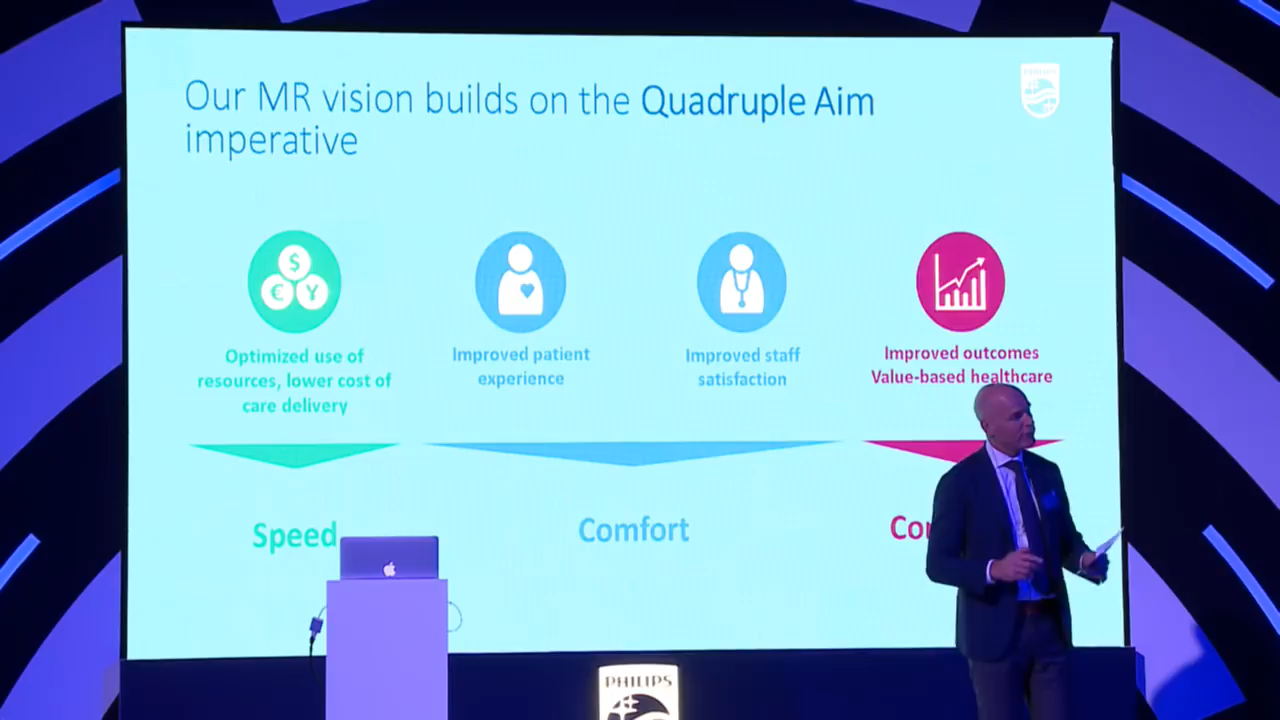 Our MR vision builds on the Quadruple Aim
imperative
PHILIPS
$
€
Y
Optimized use of
resources, lower cost of
care delivery
Improved patient
experience
Improved staff
satisfaction
Improved outcomes
Value-based healthcare
Speed
Comfort
PHILIPS